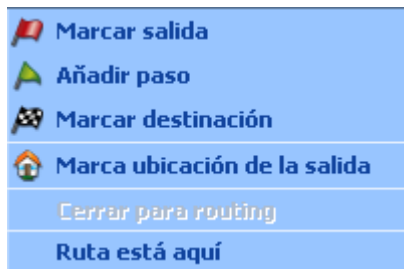 Marcar salida
Añadir paso
Marcar destinación
Marca ubicación de la salida
Cerrar para routing
Ruta está aquí